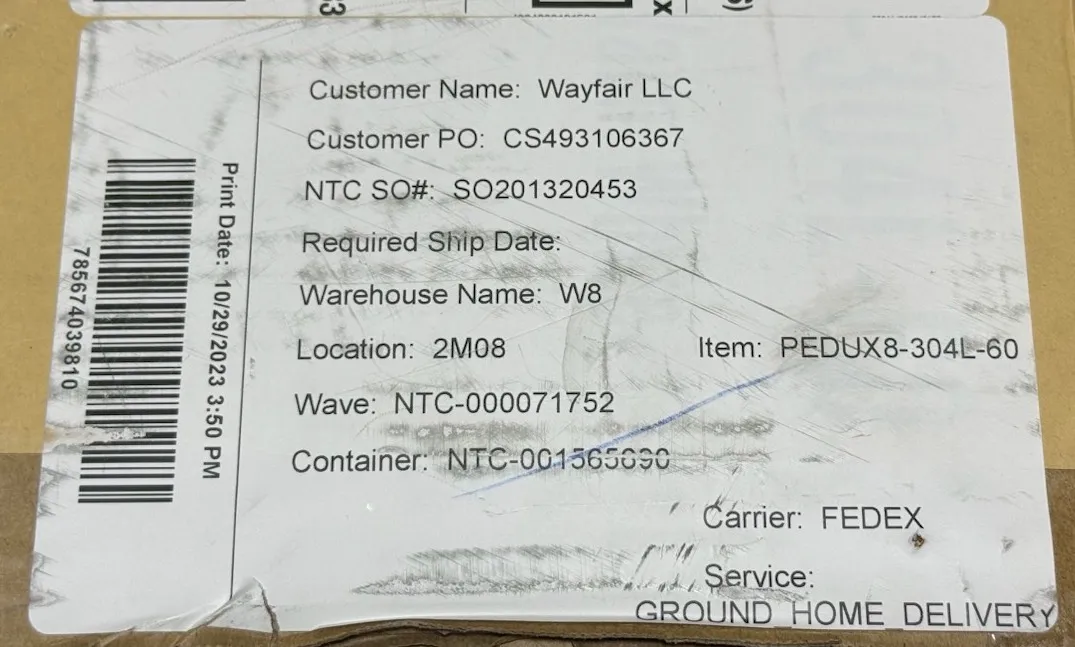 Customer Name: Wayfair LLC
Customer PO: CS493106367
NTC SO#: SO201320453
Required Ship Date:
Warehouse Name: W8
Location: 2M08
Item: PEDUX8-304L-60
Wave: NTC-000071752
Container:
Carrier: FEDEX
Service:
GROUND HOME DELIVERY
Print Date: 10/29/2023 3:50 PM
785674039810